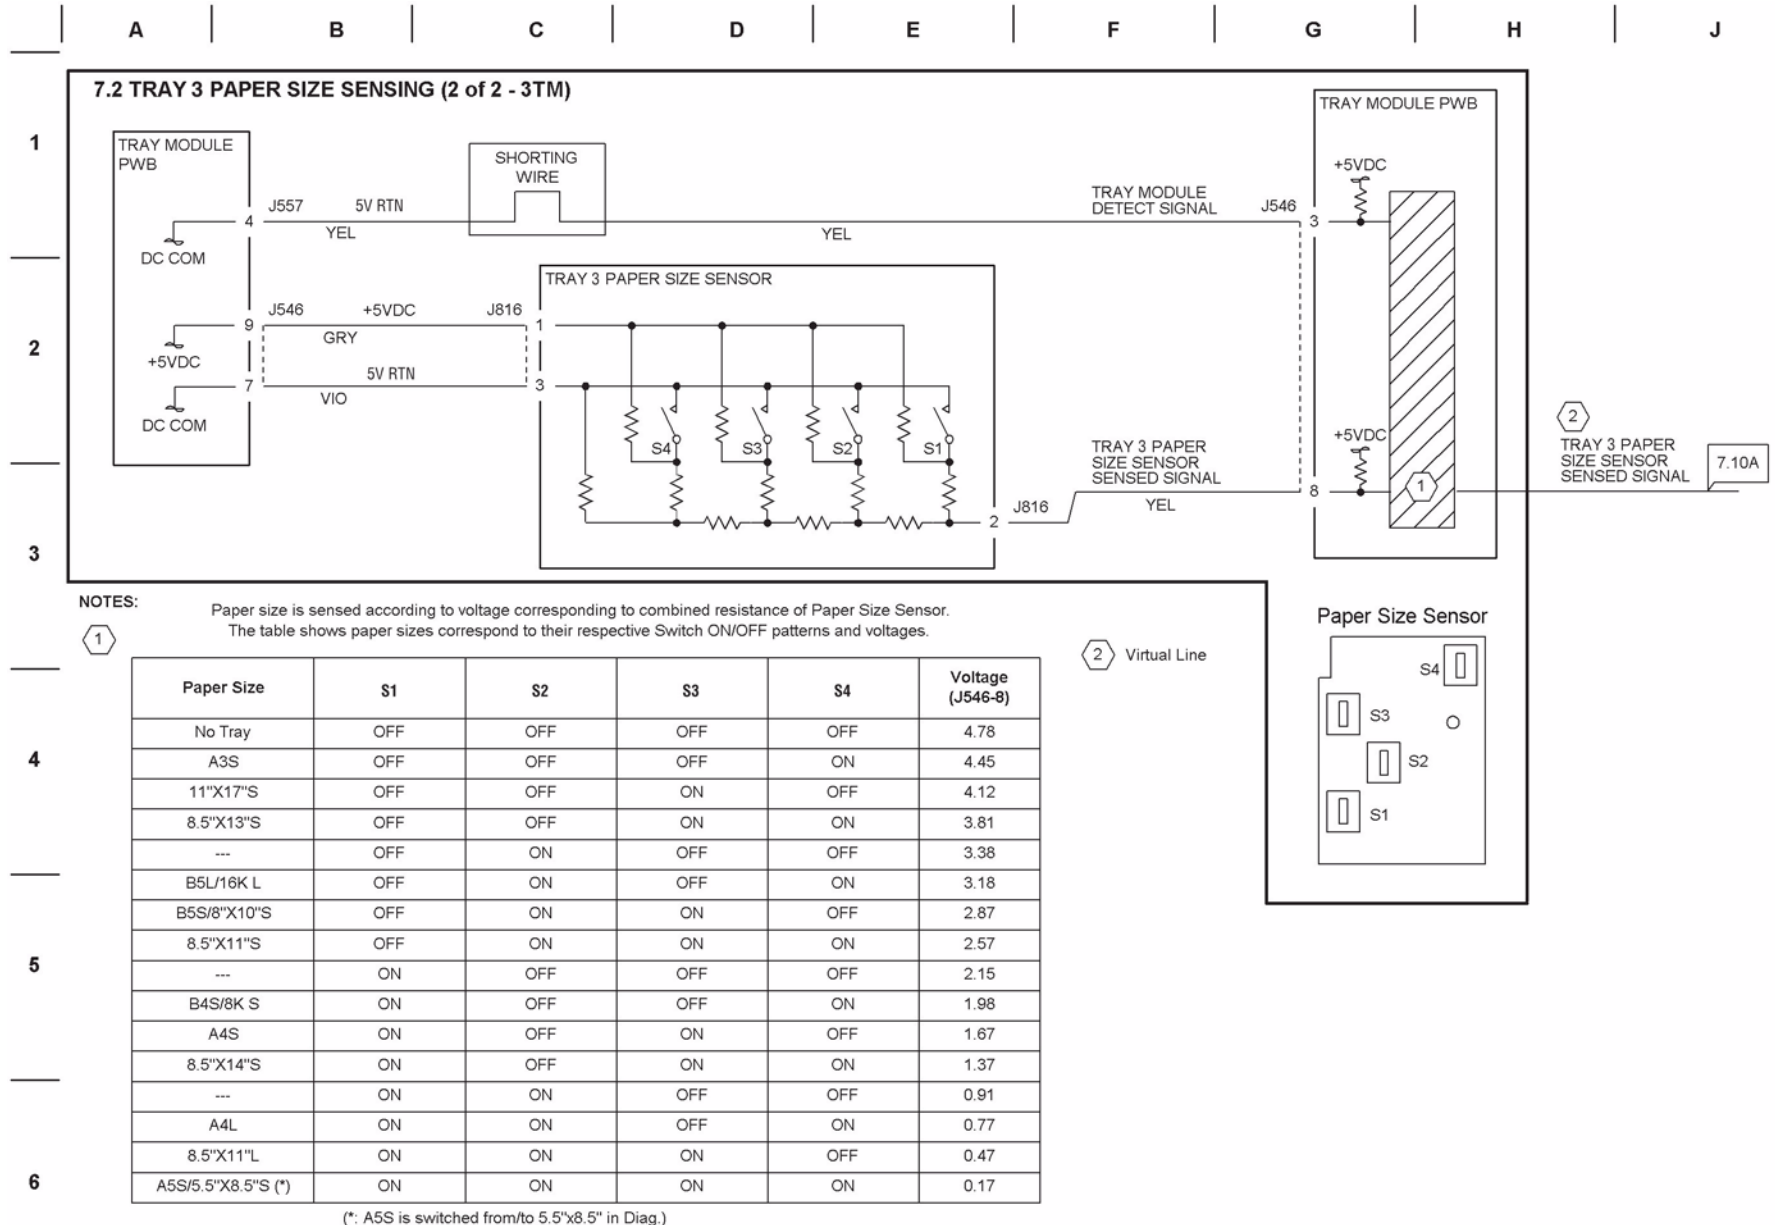 A B C D E F G H J
7.2 TRAY 3 PAPER SIZE SENSING (2 of 2 - 3TM)
1
TRAY MODULE
PWB
4
J557
5V RTN
YEL
DC COM
SHORTING
WIRE
YEL
TRAY MODULE
DETECT SIGNAL
J546
3
TRAY MODULE PWB
+5VDC
2
9
J546
+5VDC
GRY
J816
1
+5VDC
7
5V RTN
VIO
3
DC COM
TRAY 3 PAPER SIZE SENSOR
S4
S3
S2
S1
2
J816
TRAY 3 PAPER
SIZE SENSOR
SENSED SIGNAL
YEL
8
+5VDC
1
2
TRAY 3 PAPER
SIZE SENSOR
SENSED SIGNAL
7.10A
3
NOTES:
1
Paper size is sensed according to voltage corresponding to combined resistance of Paper Size Sensor.
The table shows paper sizes correspond to their respective Switch ON/OFF patterns and voltages.
2 Virtual Line
Paper Size Sensor
S4
S3
S2
S1
4
5
6
Paper Size S1 S2 S3 S4 Voltage
(J546-8)
No Tray OFF OFF OFF OFF 4.78
A3S OFF OFF OFF ON 4.45
11"X17"S OFF OFF ON OFF 4.12
8.5"X13"S OFF OFF ON ON 3.81
--- OFF ON OFF OFF 3.38
B5L/16K L OFF ON OFF ON 3.18
B5S/8"X10"S OFF ON ON OFF 2.87
8.5"X11"S OFF ON ON ON 2.57
--- ON OFF OFF OFF 2.15
B4S/8K S ON OFF OFF ON 1.98
A4S ON OFF ON OFF 1.67
8.5"X14"S ON OFF ON ON 1.37
--- ON ON OFF OFF 0.91
A4L ON ON OFF ON 0.77
8.5"X11"L ON ON ON OFF 0.47
A5S/5.5"X8.5"S (*) ON ON ON ON 0.17
(*: A5S is switched from/to 5.5"x8.5" in Diag.)